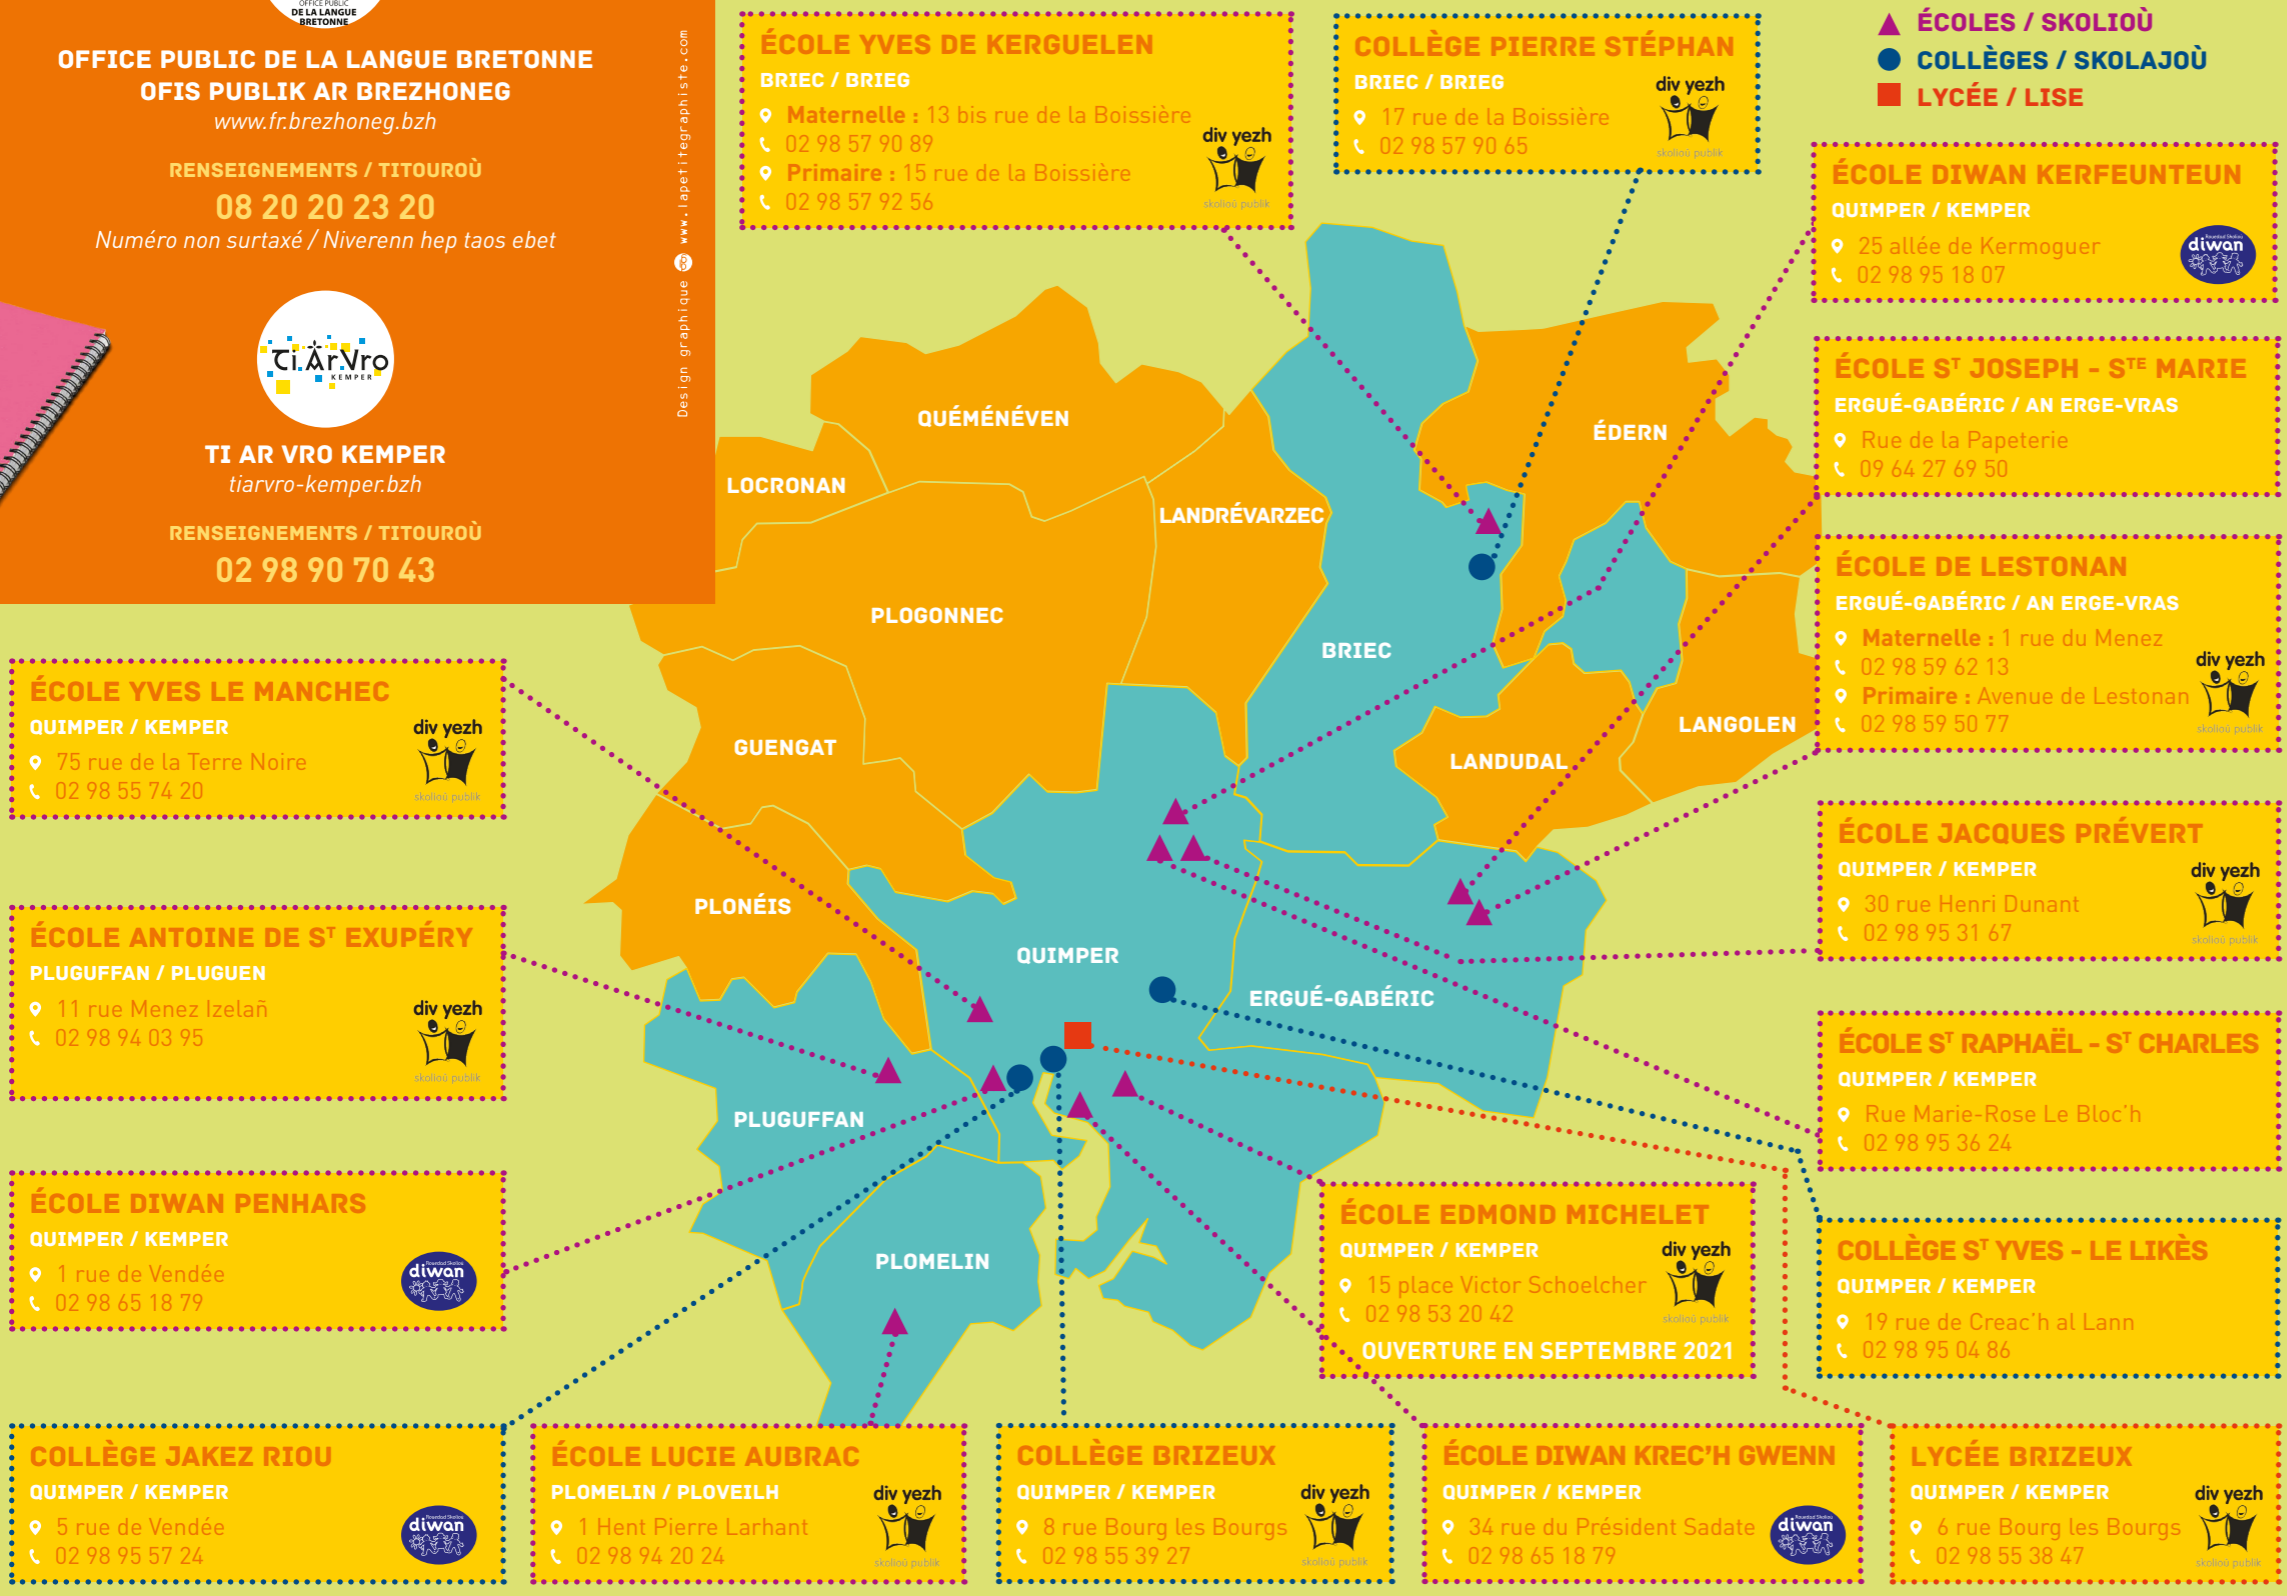 OFFICE PUBLIC
DE LA LANGUE
BRETONNE
OFFICE PUBLIC DE LA LANGUE BRETONNE
OFIS PUBLIK AR BREZHONEG
www.fr.brezhoneg.bzh
RENSEIGNEMENTS / TITOUROÙ
08 20 20 23 20
Numéro non surtaxé / Niverenn hep taos ebet
Ti Ar Vro
KEMPER
TI AR VRO KEMPER
tiarvro-kemper.bzh
RENSEIGNEMENTS / TITOUROÙ
02 98 90 70 43
Design graphique www.lapetitegraphiste.com
ÉCOLE YVES DE KERGUELEN
BRIEC / BRIEG
Maternelle : 13 bis rue de la Boissière
02 98 57 90 89
Primaire : 15 rue de la Boissière
02 98 57 92 56
div yezh
skolioù publik
COLLÈGE PIERRE STÉPHAN
BRIEC / BRIEG
17 rue de la Boissière
02 98 57 90 65
div yezh
skolioù publik
ÉCOLES / SKOLIOÙ
COLLÈGES / SKOLAJOÙ
LYCÉE / LISE
ÉCOLE DIWAN KERFEUNTEUN
QUIMPER / KEMPER
25 allée de Kermoguer
02 98 95 18 07
diwan
ÉCOLE ST JOSEPH - STE MARIE
ERGUÉ-GABÉRIC / AN ERGE-VRAS
Rue de la Papeterie
09 64 27 69 50
ÉCOLE DE LESTONAN
ERGUÉ-GABÉRIC / AN ERGE-VRAS
Maternelle : 1 rue du Menez
02 98 59 62 13
Primaire : Avenue de Lestonan
02 98 59 50 77
div yezh
skolioù publik
ÉCOLE JACQUES PRÉVERT
QUIMPER / KEMPER
30 rue Henri Dunant
02 98 95 31 67
div yezh
skolioù publik
ÉCOLE ST RAPHAËL - ST CHARLES
QUIMPER / KEMPER
Rue Marie-Rose Le Bloc'h
02 98 95 36 24
COLLÈGE ST YVES - LE LIKÈS
QUIMPER / KEMPER
19 rue de Creac'h al Lann
02 98 95 04 86
QUÉMÉNÉVEN
LOCRONAN
LANDRÉVARZEC
ÉDERN
PLOGONNEC
BRIEC
GUENGAT
LANGOLEN
LANDUDAL
PLONÉIS
QUIMPER
ERGUÉ-GABÉRIC
PLUGUFFAN
PLOMELIN
ÉCOLE YVES LE MANCHEC
QUIMPER / KEMPER
75 rue de la Terre Noire
02 98 55 74 20
div yezh
skolioù publik
ÉCOLE ANTOINE DE ST EXUPÉRY
PLUGUFFAN / PLUGUEN
11 rue Menez Izelañ
02 98 94 03 95
div yezh
skolioù publik
ÉCOLE DIWAN PENHARS
QUIMPER / KEMPER
1 rue de Vendée
02 98 65 18 79
diwan
ÉCOLE EDMOND MICHELET
QUIMPER / KEMPER
15 place Victor Schoelcher
02 98 53 20 42
OUVERTURE EN SEPTEMBRE 2021
div yezh
skolioù publik
COLLÈGE JAKEZ RIOU
QUIMPER / KEMPER
5 rue de Vendée
02 98 95 57 24
diwan
ÉCOLE LUCIE AUBRAC
PLOMELIN / PLOVEILH
1 Hent Pierre Larhant
02 98 94 20 24
div yezh
skolioù publik
COLLÈGE BRIZEUX
QUIMPER / KEMPER
8 rue Bourg les Bourgs
02 98 55 39 27
div yezh
skolioù publik
ÉCOLE DIWAN KREC'H GWENN
QUIMPER / KEMPER
34 rue du Président Sadate
02 98 65 18 79
diwan
LYCÉE BRIZEUX
QUIMPER / KEMPER
6 rue Bourg les Bourgs
02 98 55 38 47
div yezh
skolioù publik